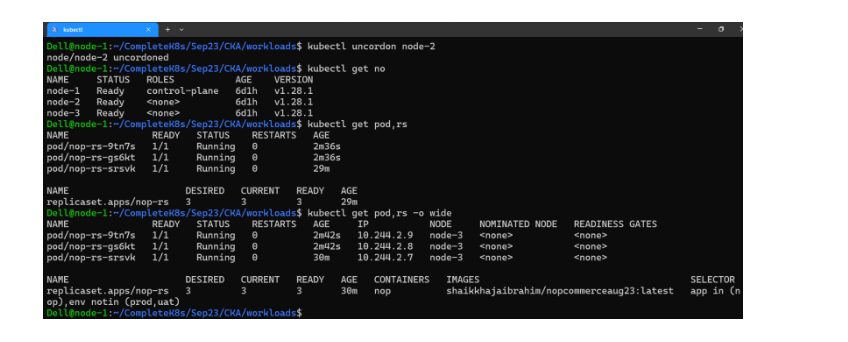 kubectl
Dell@node-1:~/CompleteK8s/Sep23/CKA/workloads$ kubectl uncordon node-2
node/node-2 uncordoned
Dell@node-1:~/CompleteK8s/Sep23/CKA/workloads$ kubectl get no
NAME STATUS ROLES AGE VERSION
node-1 Ready control-plane 6d1h v1.28.1
node-2 Ready <none> 6d1h v1.28.1
node-3 Ready <none> 6d1h v1.28.1
Dell@node-1:~/CompleteK8s/Sep23/CKA/workloads$ kubectl get pod,rs
NAME READY STATUS RESTARTS AGE
pod/nop-rs-9tn7s 1/1 Running 0 2m36s
pod/nop-rs-gs6kt 1/1 Running 0 2m36s
pod/nop-rs-srsvk 1/1 Running 0 29m
NAME DESIRED CURRENT READY AGE
replicaset.apps/nop-rs 3 3 3 29m
Dell@node-1:~/CompleteK8s/Sep23/CKA/workloads$ kubectl get pod,rs -o wide
NAME READY STATUS RESTARTS AGE IP NODE NOMINATED NODE READINESS GATES
pod/nop-rs-9tn7s 1/1 Running 0 2m42s 10.244.2.9 node-3 <none> <none>
pod/nop-rs-gs6kt 1/1 Running 0 2m42s 10.244.2.8 node-3 <none> <none>
pod/nop-rs-srsvk 1/1 Running 0 30m 10.244.2.7 node-3 <none> <none>
NAME DESIRED CURRENT READY AGE CONTAINERS IMAGES SELECTOR
replicaset.apps/nop-rs 3 3 3 30m nop shaikkhajaibrahim/nopcommerceaug23:latest app in (n
op),env notin (prod,uat)
Dell@node-1:~/CompleteK8s/Sep23/CKA/workloads$